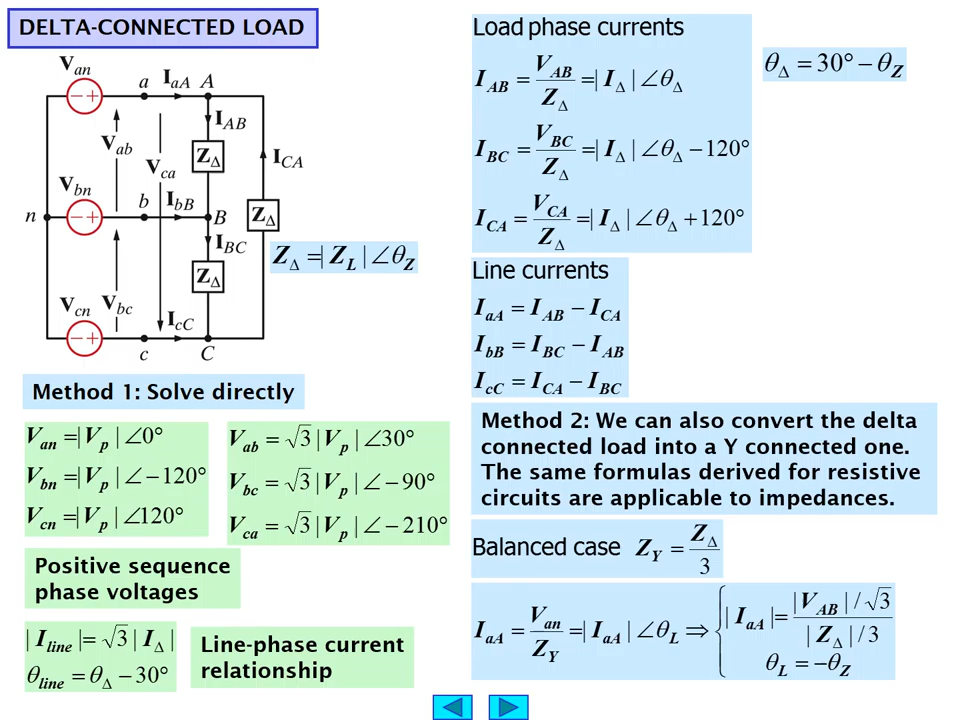 DELTA-CONNECTED LOAD
V_an
a I_aA A
− +
I_AB
V_ab Z_Δ I_CA
V_ca
V_bn
b I_bB
n − + B Z_Δ
I_BC
Z_Δ
V_cn V_bc I_cC
− +
c C
Z_Δ =| Z_L | ∠θ_Z
Method 1: Solve directly
V_an =| V_p | ∠0°
V_bn =| V_p | ∠ − 120°
V_cn =| V_p | ∠120°
V_ab = √3 | V_p | ∠30°
V_bc = √3 | V_p | ∠ − 90°
V_ca = √3 | V_p | ∠ − 210°
Positive sequence
phase voltages
| I_line |= √3 | I_Δ |
θ_line = θ_Δ − 30°
Line-phase current
relationship
Load phase currents
I_AB = V_AB / Z_Δ =| I_Δ | ∠θ_Δ
I_BC = V_BC / Z_Δ =| I_Δ | ∠θ_Δ − 120°
I_CA = V_CA / Z_Δ =| I_Δ | ∠θ_Δ + 120°
θ_Δ = 30° − θ_Z
Line currents
I_aA = I_AB − I_CA
I_bB = I_BC − I_AB
I_cC = I_CA − I_BC
Method 2: We can also convert the delta
connected load into a Y connected one.
The same formulas derived for resistive
circuits are applicable to impedances.
Balanced case Z_Y = Z_Δ / 3
I_aA = V_an / Z_Y =| I_aA | ∠θ_L ⇒ { | I_aA |= (| V_AB | / √3) / (| Z_Δ | / 3)
θ_L = −θ_Z